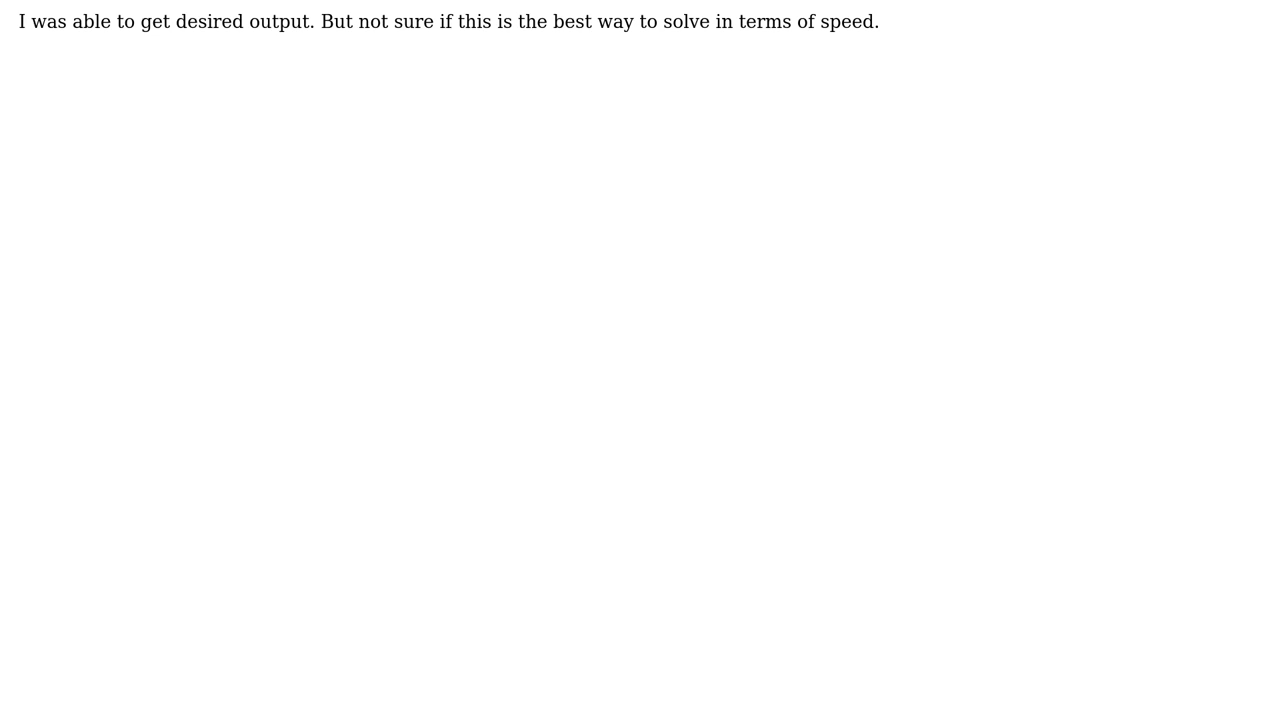 I was able to get desired output. But not sure if this is the best way to solve in terms of speed.